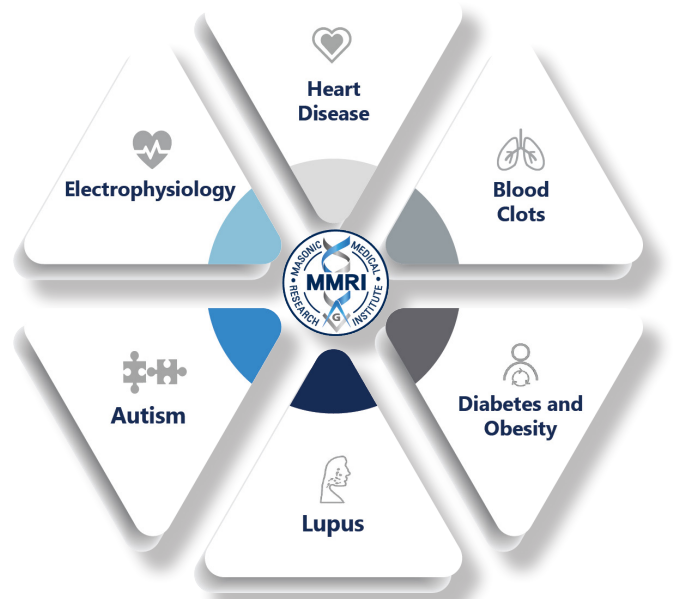 Heart
Disease
Electrophysiology
Blood
Clots
MASONIC MEDICAL
MMRI
RESEARCH INSTITUTE
G
Autism
Diabetes and
Obesity
Lupus